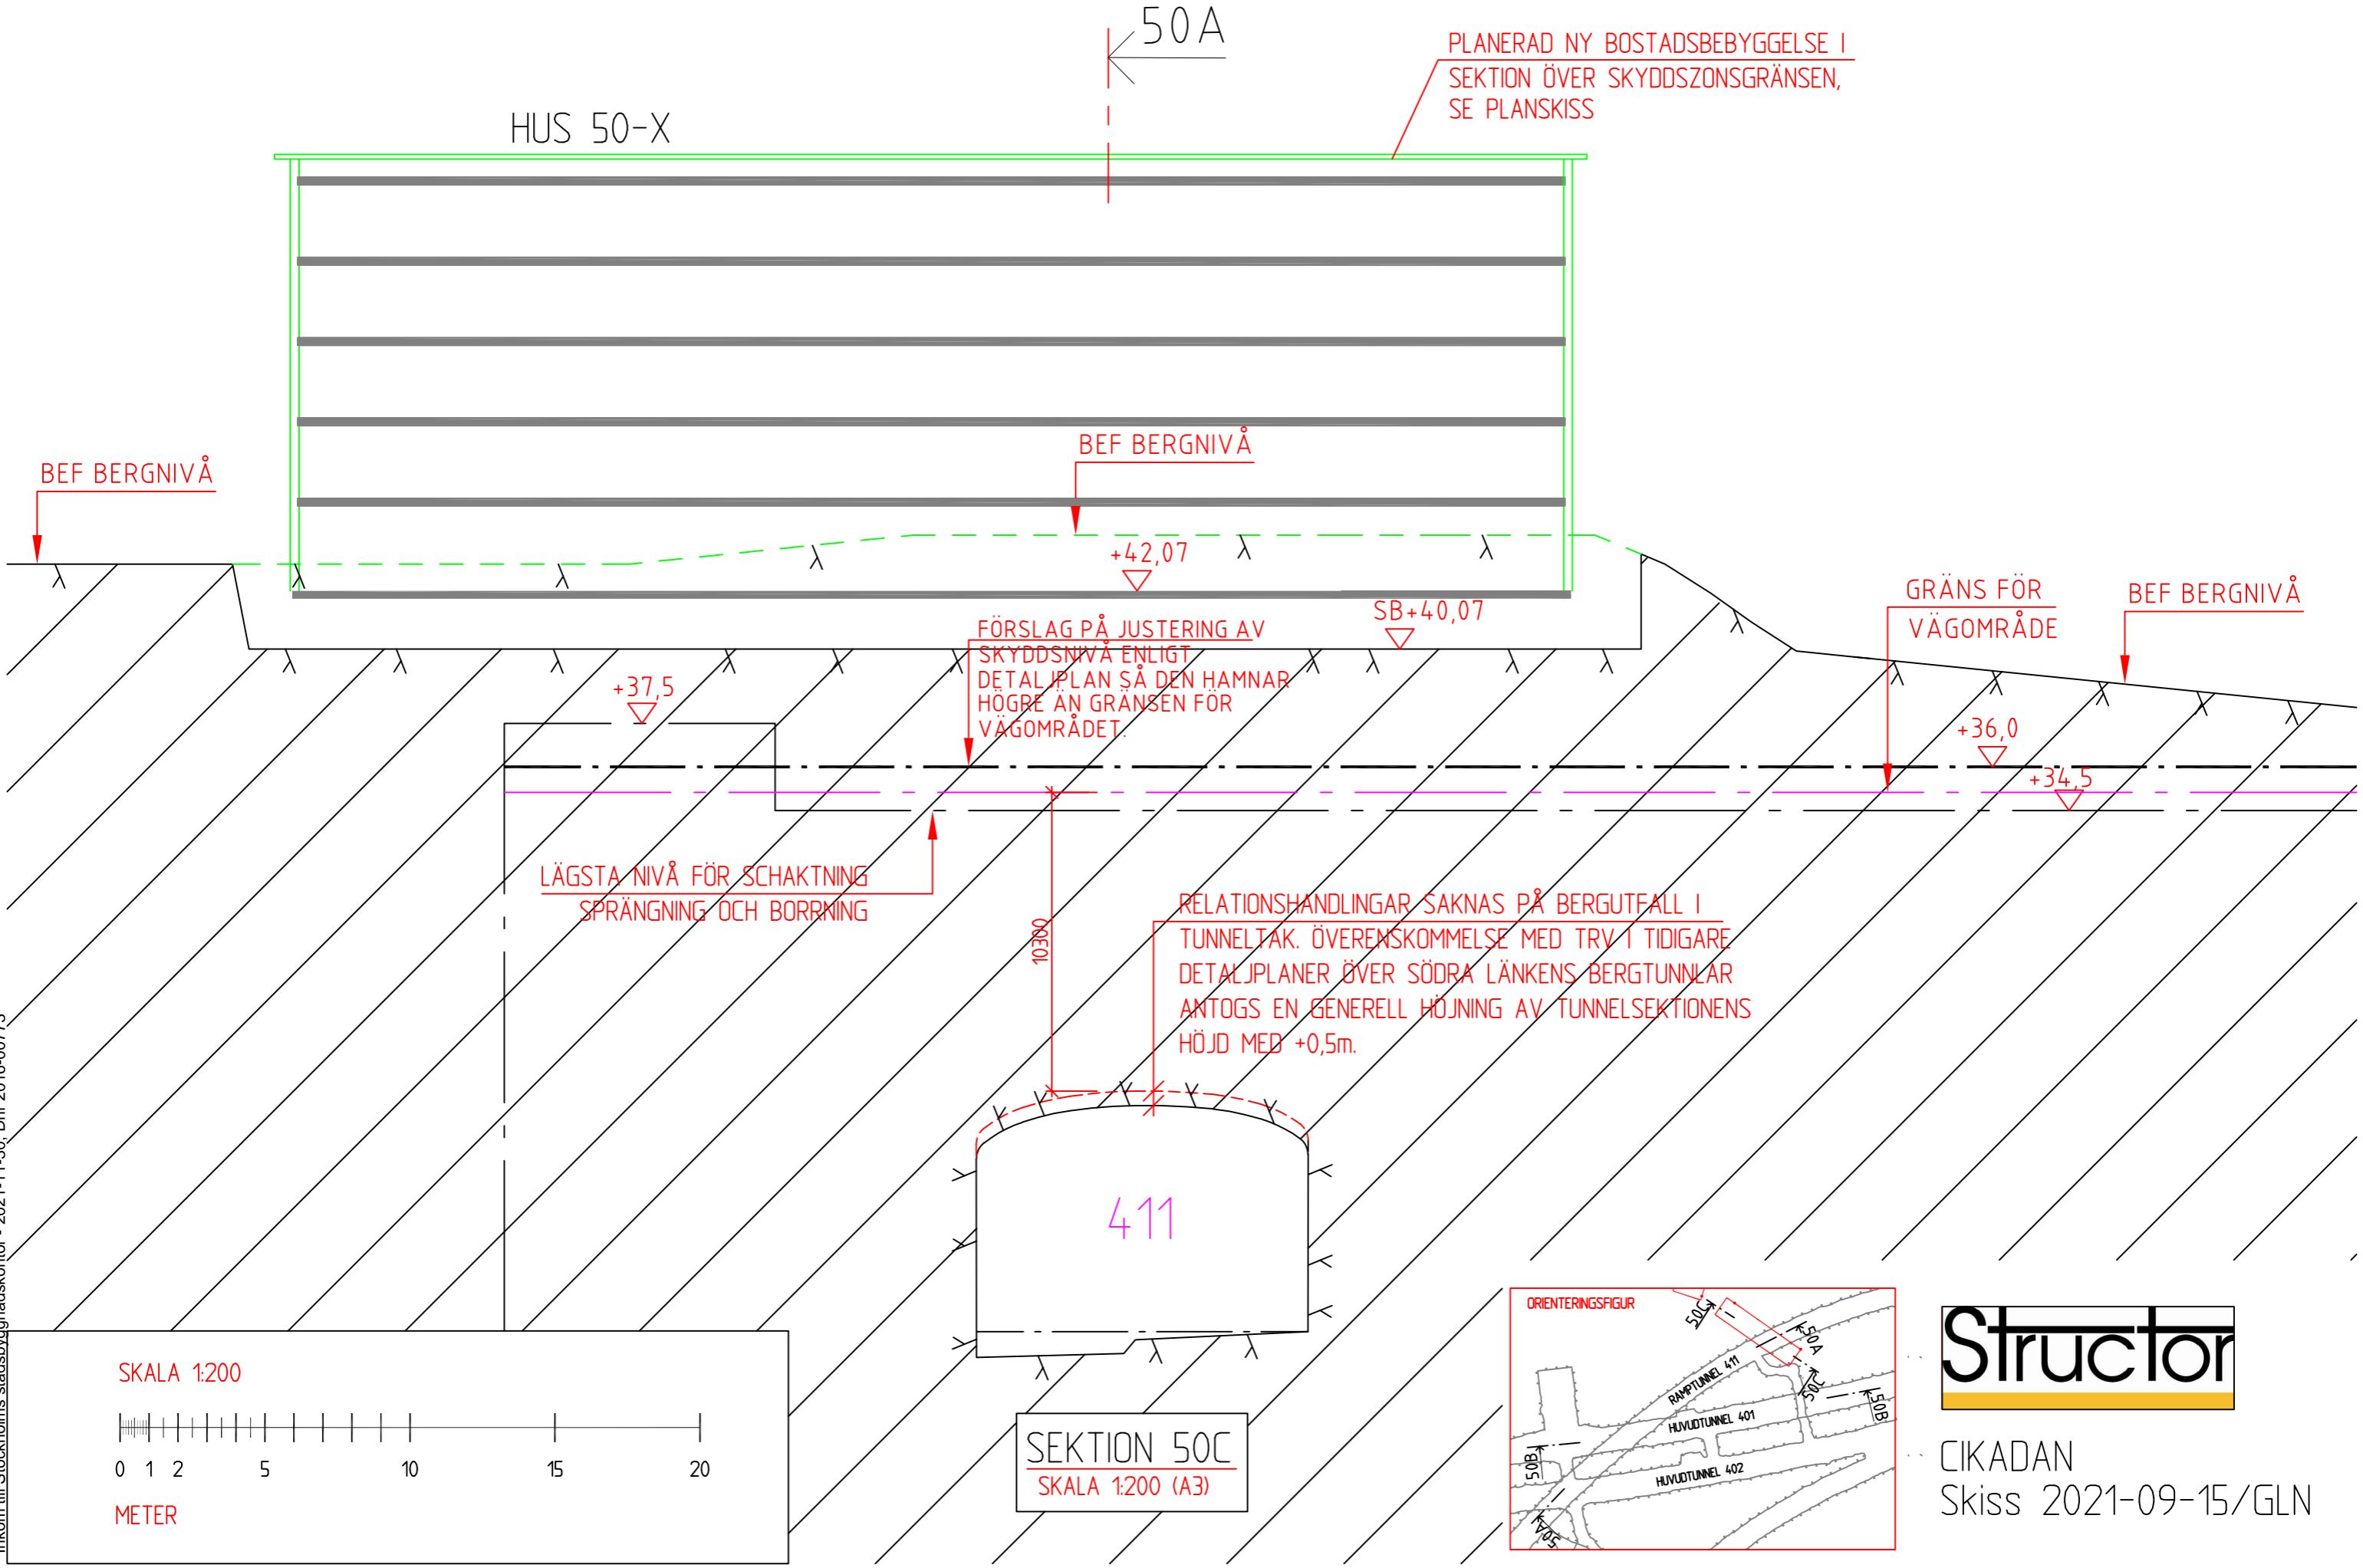 50A
PLANERAD NY BOSTADSBEBYGGELSE I
SEKTION ÖVER SKYDDSZONSGRÄNSEN,
SE PLANSKISS
HUS 50-X
BEF BERGNIVÅ
BEF BERGNIVÅ
+42,07
SB+40,07
GRÄNS FÖR
VÄGOMRÅDE
BEF BERGNIVÅ
FÖRSLAG PÅ JUSTERING AV
SKYDDSNIVÅ ENLIGT
DETALJPLAN SÅ DEN HAMNAR
HÖGRE ÄN GRÄNSEN FÖR
VÄGOMRÅDET.
+37,5
+36,0
+34,5
LÄGSTA NIVÅ FÖR SCHAKTNING
SPRÄNGNING OCH BORRNING
10300
RELATIONSHANDLINGAR SAKNAS PÅ BERGUTFALL I
TUNNELTAK. ÖVERENSKOMMELSE MED TRV I TIDIGARE
DETALJPLANER ÖVER SÖDRA LÄNKENS BERGTUNNLAR
ANTOGS EN GENERELL HÖJNING AV TUNNELSEKTIONENS
HÖJD MED +0,5m.
411
SKALA 1:200
0 1 2 5 10 15 20
METER
SEKTION 50C
SKALA 1:200 (A3)
ORIENTERINGSFIGUR
50C
50A
RAMPTUNNEL 411
50C
50B
HUVUDTUNNEL 401
50B
HUVUDTUNNEL 402
50A
Structor
CIKADAN
Skiss 2021-09-15/GLN